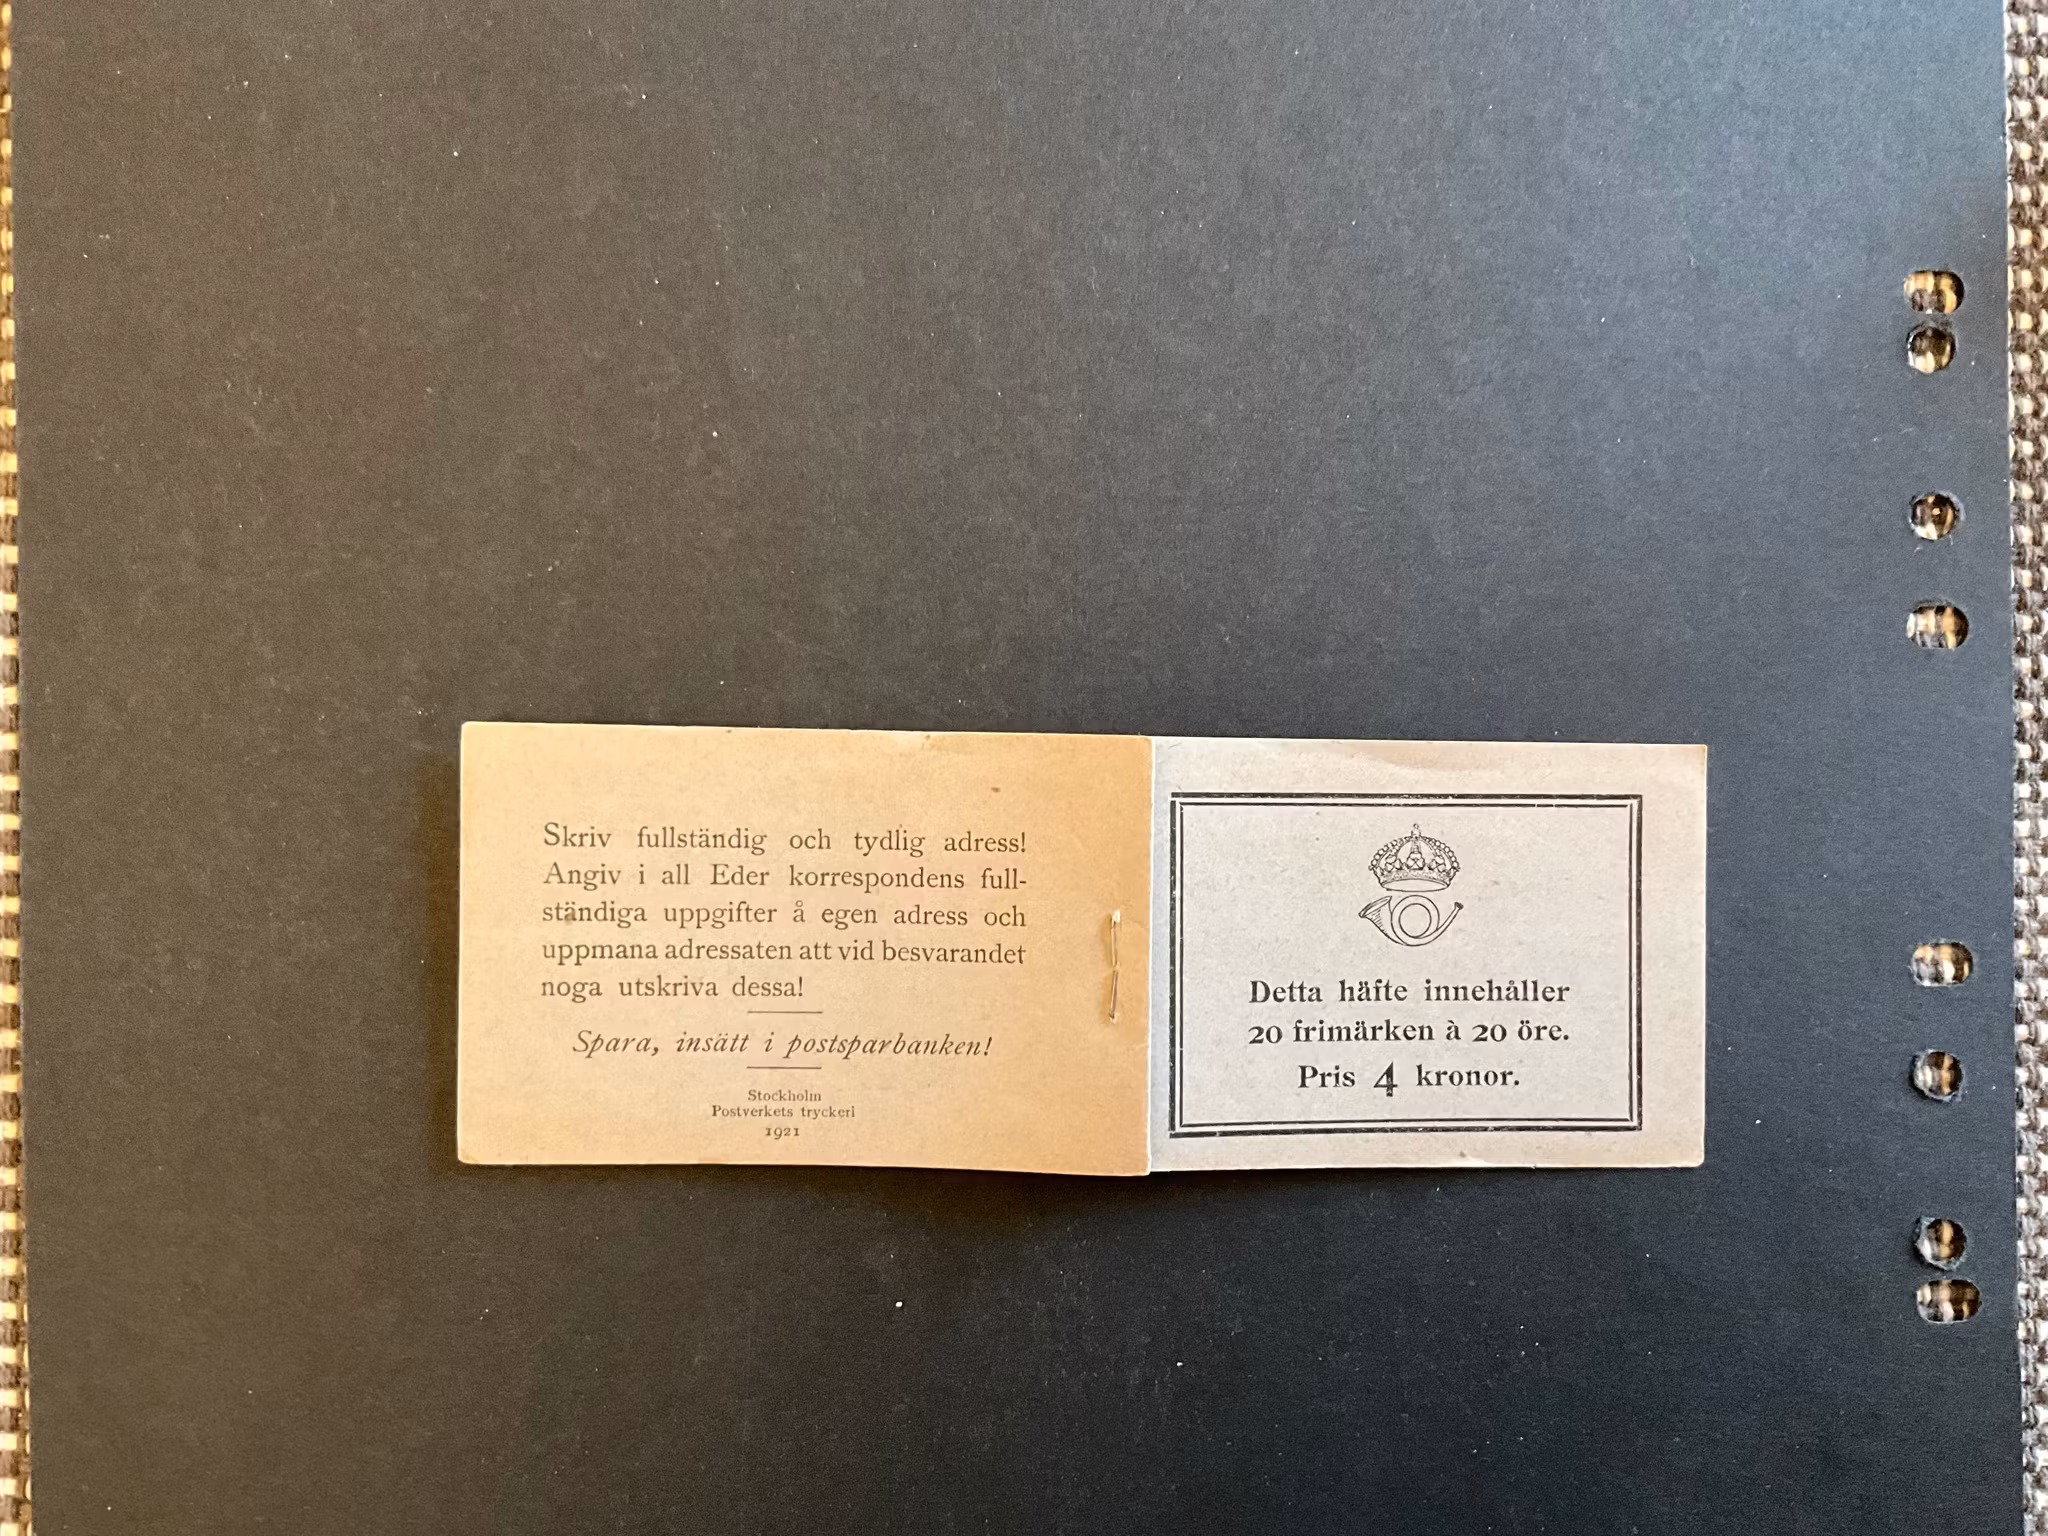 Skriv fullständig och tydlig adress!
Angiv i all Eder korrespondens full-
ständiga uppgifter å egen adress och
uppmana adressaten att vid besvarandet
noga utskriva dessa!
Spara, insätt i postsparbanken!
Stockholm
Postverkets tryckeri
1921
Detta häfte innehåller
20 frimärken à 20 öre.
Pris 4 kronor.